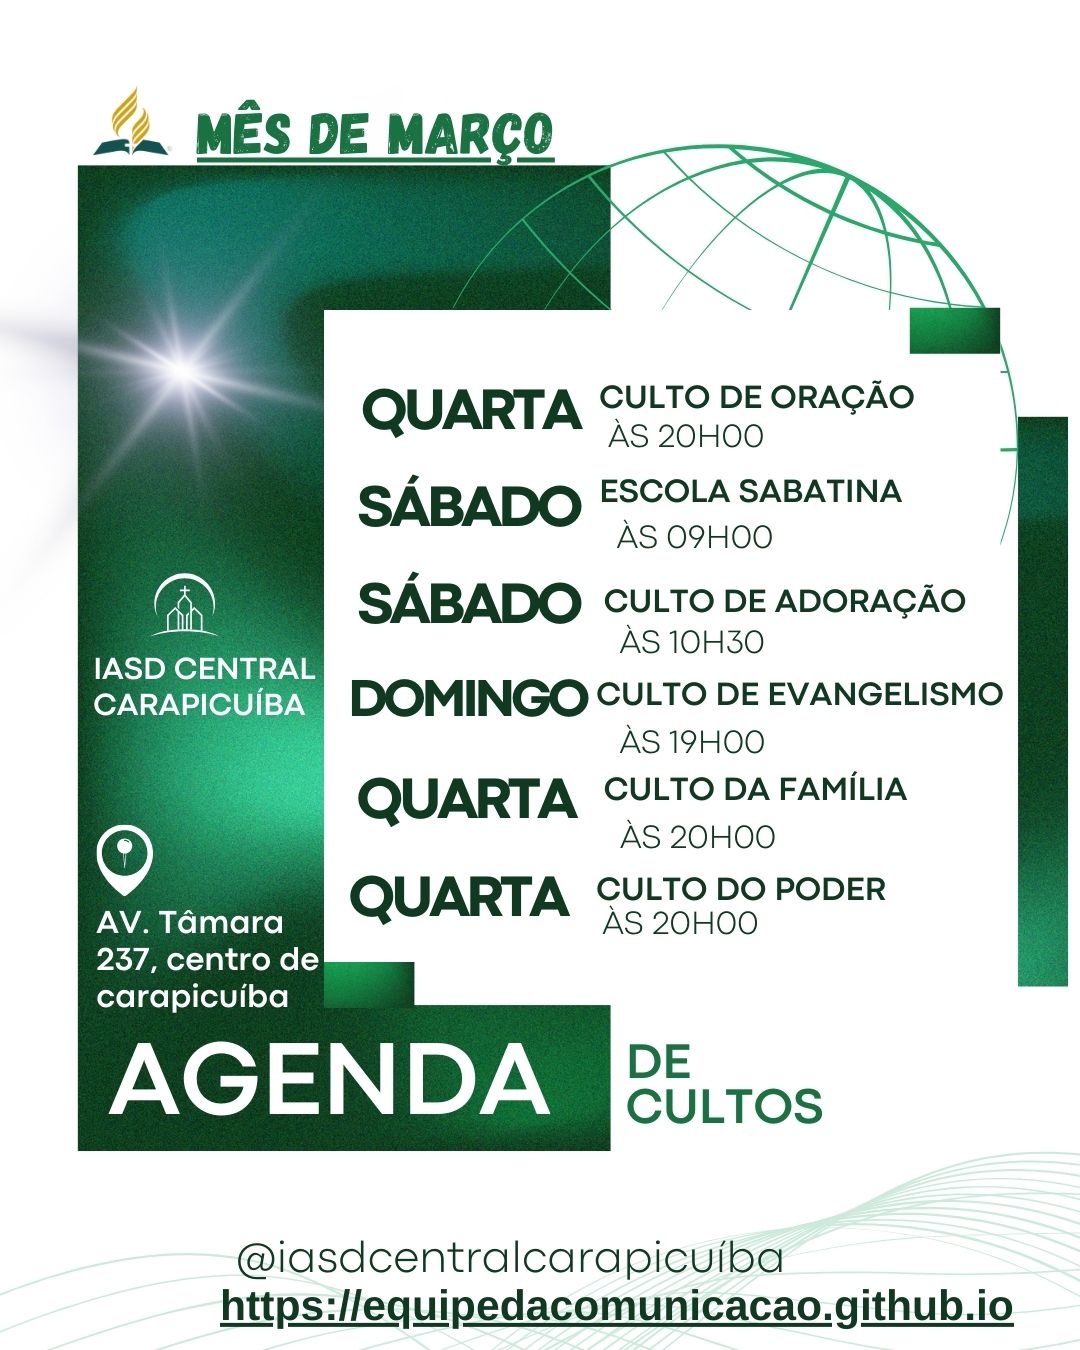 MÊS DE MARÇO
QUARTA CULTO DE ORAÇÃO
ÀS 20H00
SÁBADO ESCOLA SABATINA
ÀS 09H00
SÁBADO CULTO DE ADORAÇÃO
ÀS 10H30
DOMINGO CULTO DE EVANGELISMO
ÀS 19H00
QUARTA CULTO DA FAMÍLIA
ÀS 20H00
QUARTA CULTO DO PODER
ÀS 20H00
IASD CENTRAL
CARAPICUÍBA
AV. Tâmara
237, centro de
carapicuíba
AGENDA
DE
CULTOS
@iasdcentralcarapicuíba
https://equipedacomunicacao.github.io